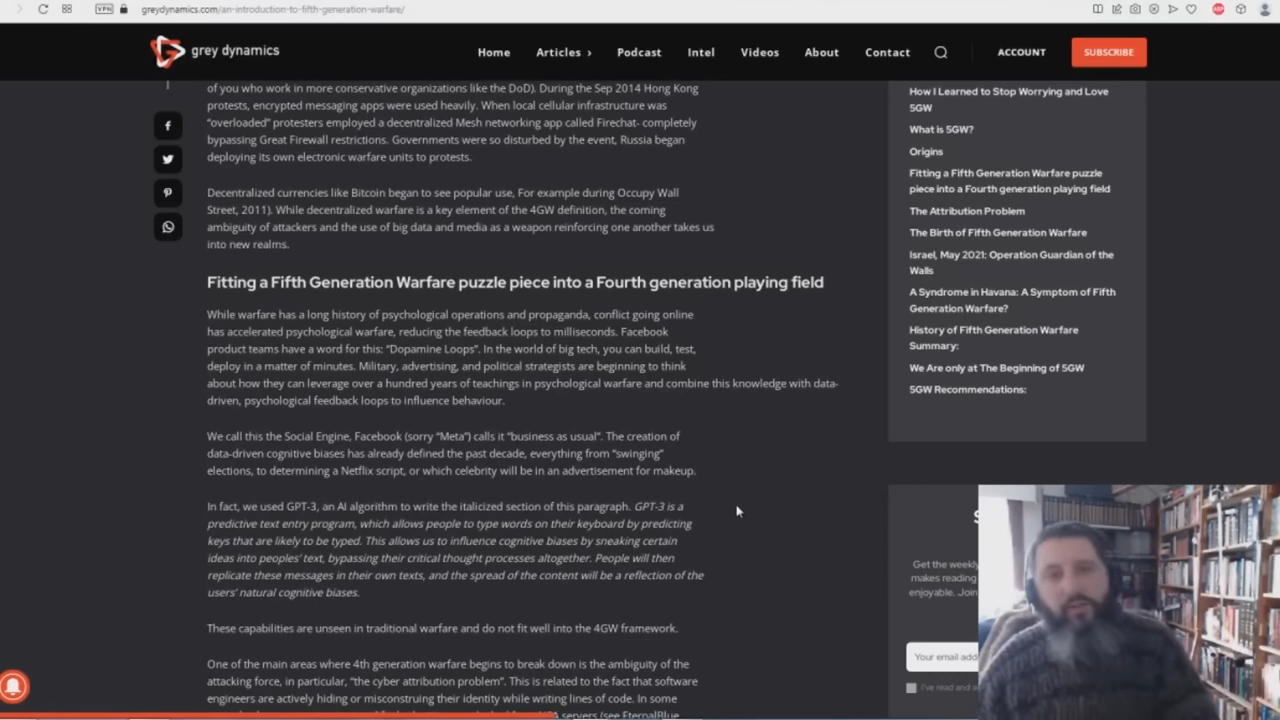 VPN greydynamics.com/an-introduction-to-fifth-generation-warfare/
ABP
grey dynamics
Home Articles › Podcast Intel Videos About Contact ACCOUNT SUBSCRIBE
of you who work in more conservative organizations like the DoD). During the Sep 2014 Hong Kong
protests, encrypted messaging apps were used heavily. When local cellular infrastructure was
“overloaded” protesters employed a decentralized Mesh networking app called Firechat- completely
bypassing Great Firewall restrictions. Governments were so disturbed by the event, Russia began
deploying its own electronic warfare units to protests.
Decentralized currencies like Bitcoin began to see popular use, For example during Occupy Wall
Street, 2011). While decentralized warfare is a key element of the 4GW definition, the coming
ambiguity of attackers and the use of big data and media as a weapon reinforcing one another takes us
into new realms.
Fitting a Fifth Generation Warfare puzzle piece into a Fourth generation playing field
While warfare has a long history of psychological operations and propaganda, conflict going online
has accelerated psychological warfare, reducing the feedback loops to milliseconds. Facebook
product teams have a word for this: “Dopamine Loops”. In the world of big tech, you can build, test,
deploy in a matter of minutes. Military, advertising, and political strategists are beginning to think
about how they can leverage over a hundred years of teachings in psychological warfare and combine this knowledge with data-
driven, psychological feedback loops to influence behaviour.
We call this the Social Engine, Facebook (sorry “Meta”) calls it “business as usual”. The creation of
data-driven cognitive biases has already defined the past decade, everything from “swinging”
elections, to determining a Netflix script, or which celebrity will be in an advertisement for makeup.
In fact, we used GPT-3, an AI algorithm to write the italicized section of this paragraph. GPT-3 is a
predictive text entry program, which allows people to type words on their keyboard by predicting
keys that are likely to be typed. This allows us to influence cognitive biases by sneaking certain
ideas into peoples’ text, bypassing their critical thought processes altogether. People will then
replicate these messages in their own texts, and the spread of the content will be a reflection of the
users’ natural cognitive biases.
These capabilities are unseen in traditional warfare and do not fit well into the 4GW framework.
One of the main areas where 4th generation warfare begins to break down is the ambiguity of the
attacking force, in particular, “the cyber attribution problem”. This is related to the fact that software
engineers are actively hiding or misconstruing their identity while writing lines of code. In some
servers (see EternalBlue
How I Learned to Stop Worrying and Love
5GW
What is 5GW?
Origins
Fitting a Fifth Generation Warfare puzzle
piece into a Fourth generation playing field
The Attribution Problem
The Birth of Fifth Generation Warfare
Israel, May 2021: Operation Guardian of the
Walls
A Syndrome in Havana: A Symptom of Fifth
Generation Warfare?
History of Fifth Generation Warfare
Summary:
We Are only at The Beginning of 5GW
5GW Recommendations:
Get the weekly
makes reading
enjoyable. Join
Your email add
I've read and a